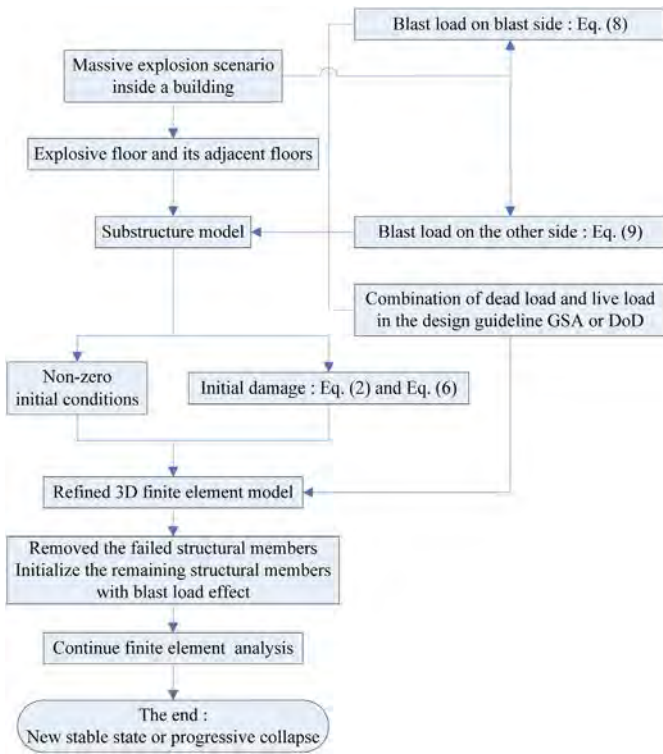 Blast load on blast side : Eq. (8)
Massive explosion scenario
inside a building
Explosive floor and its adjacent floors
Substructure model
Blast load on the other side : Eq. (9)
Combination of dead load and live load
in the design guideline GSA or DoD
Non-zero
initial conditions
Initial damage : Eq. (2) and Eq. (6)
Refined 3D finite element model
Removed the failed structural members
Initialize the remaining structural members
with blast load effect
Continue finite element analysis
The end :
New stable state or progressive collapse